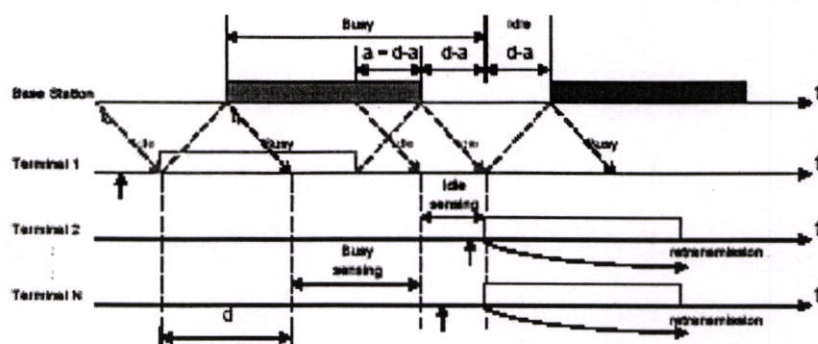 Busy
Idle
a = d-a
d-a
d-a
Base Station
t
Idle
Busy
Idle
Idle
Busy
Terminal 1
t
Idle
sensing
Terminal 2
t
retransmission
Busy
sensing
Terminal N
t
retransmission
d